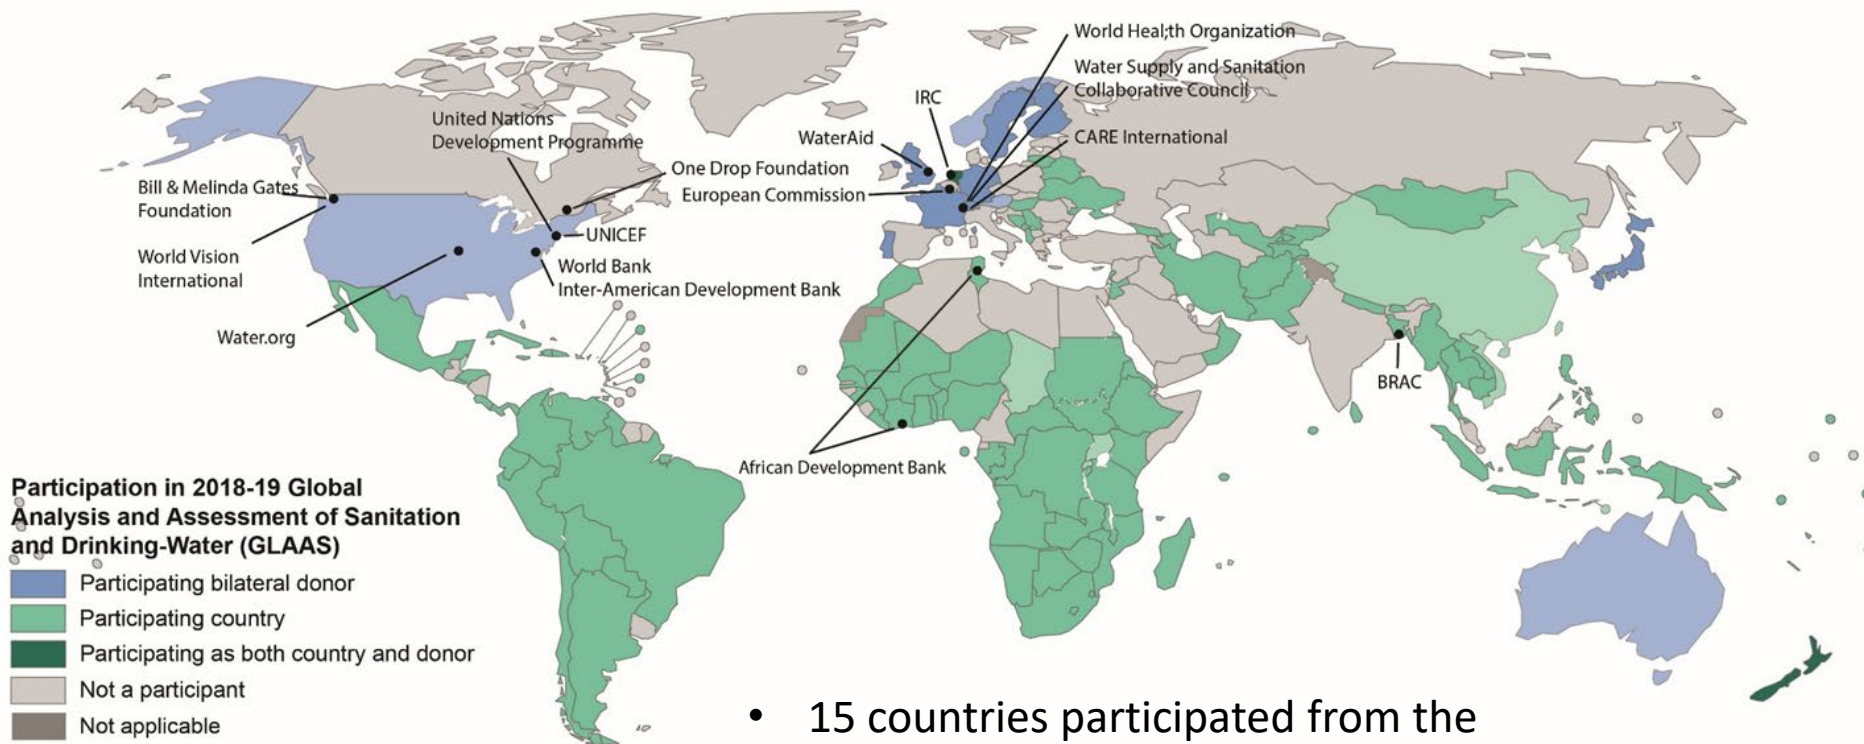 World Heal;th Organization
Water Supply and Sanitation
Collaborative Council
IRC
United Nations
Development Programme
WaterAid
CARE International
One Drop Foundation
European Commission
Bill & Melinda Gates
Foundation
UNICEF
World Vision
International
World Bank
Inter-American Development Bank
Water.org
BRAC
African Development Bank
Participation in 2018-19 Global
Analysis and Assessment of Sanitation
and Drinking-Water (GLAAS)
Participating bilateral donor
Participating country
Participating as both country and donor
Not a participant
Not applicable
• 15 countries participated from the